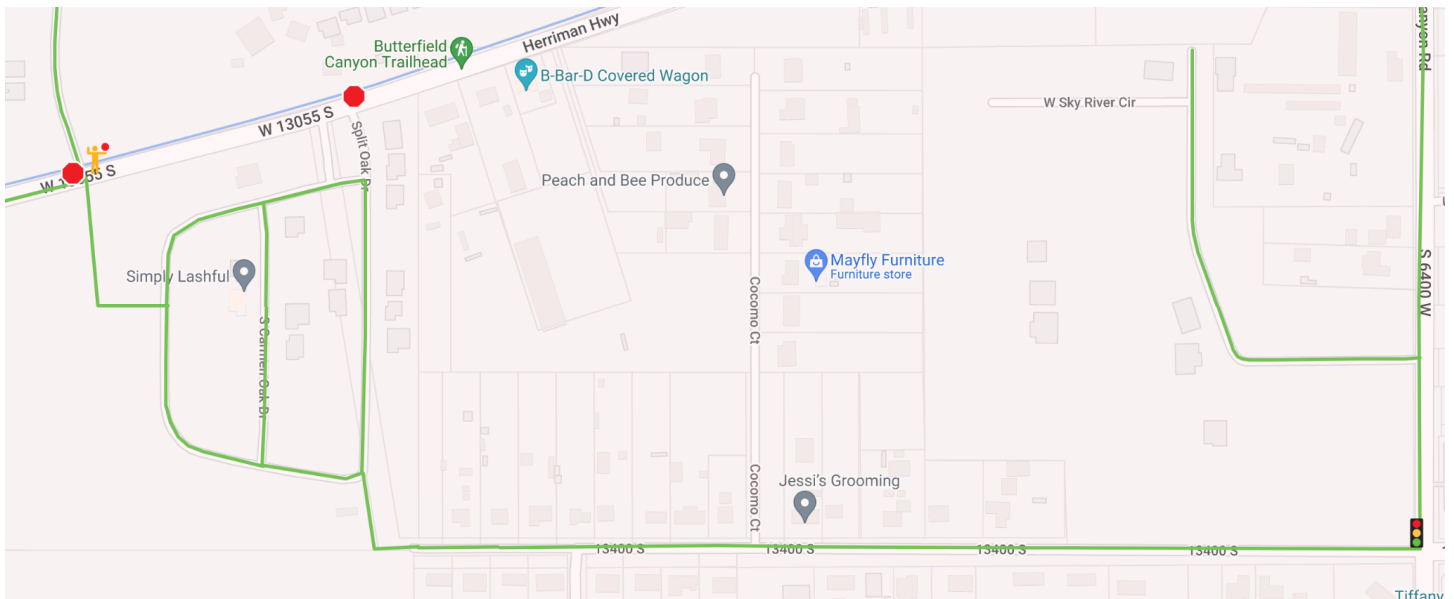 Herriman Hwy
Butterfield
Canyon Trailhead
B-Bar-D Covered Wagon
W 13055 S
Split Oak Dr
W Sky River Cir
Peach and Bee Produce
Simply Lashful
S Carmen Oak Dr
Mayfly Furniture
Furniture store
S 6400 W
Cocomo Ct
Cocomo Ct
Jessi's Grooming
13400 S
13400 S
13400 S
13400 S
Tiffany